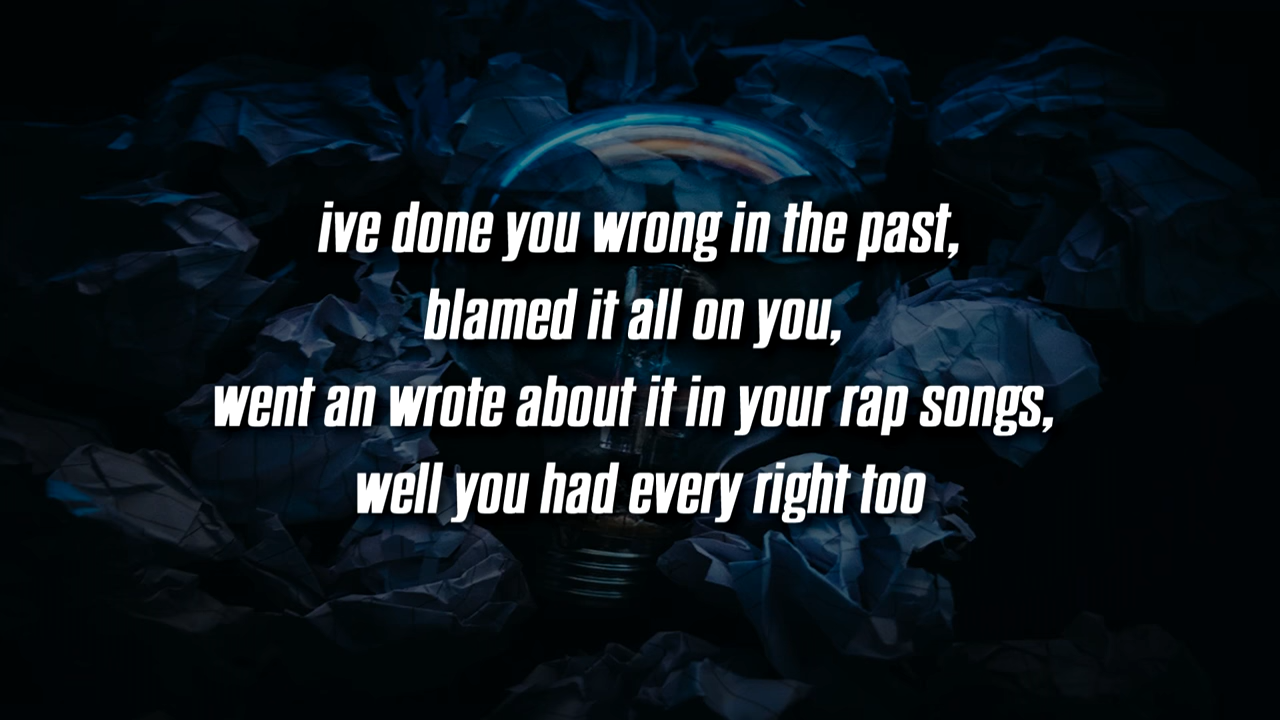 ive done you wrong in the past,
blamed it all on you,
went an wrote about it in your rap songs,
well you had every right too